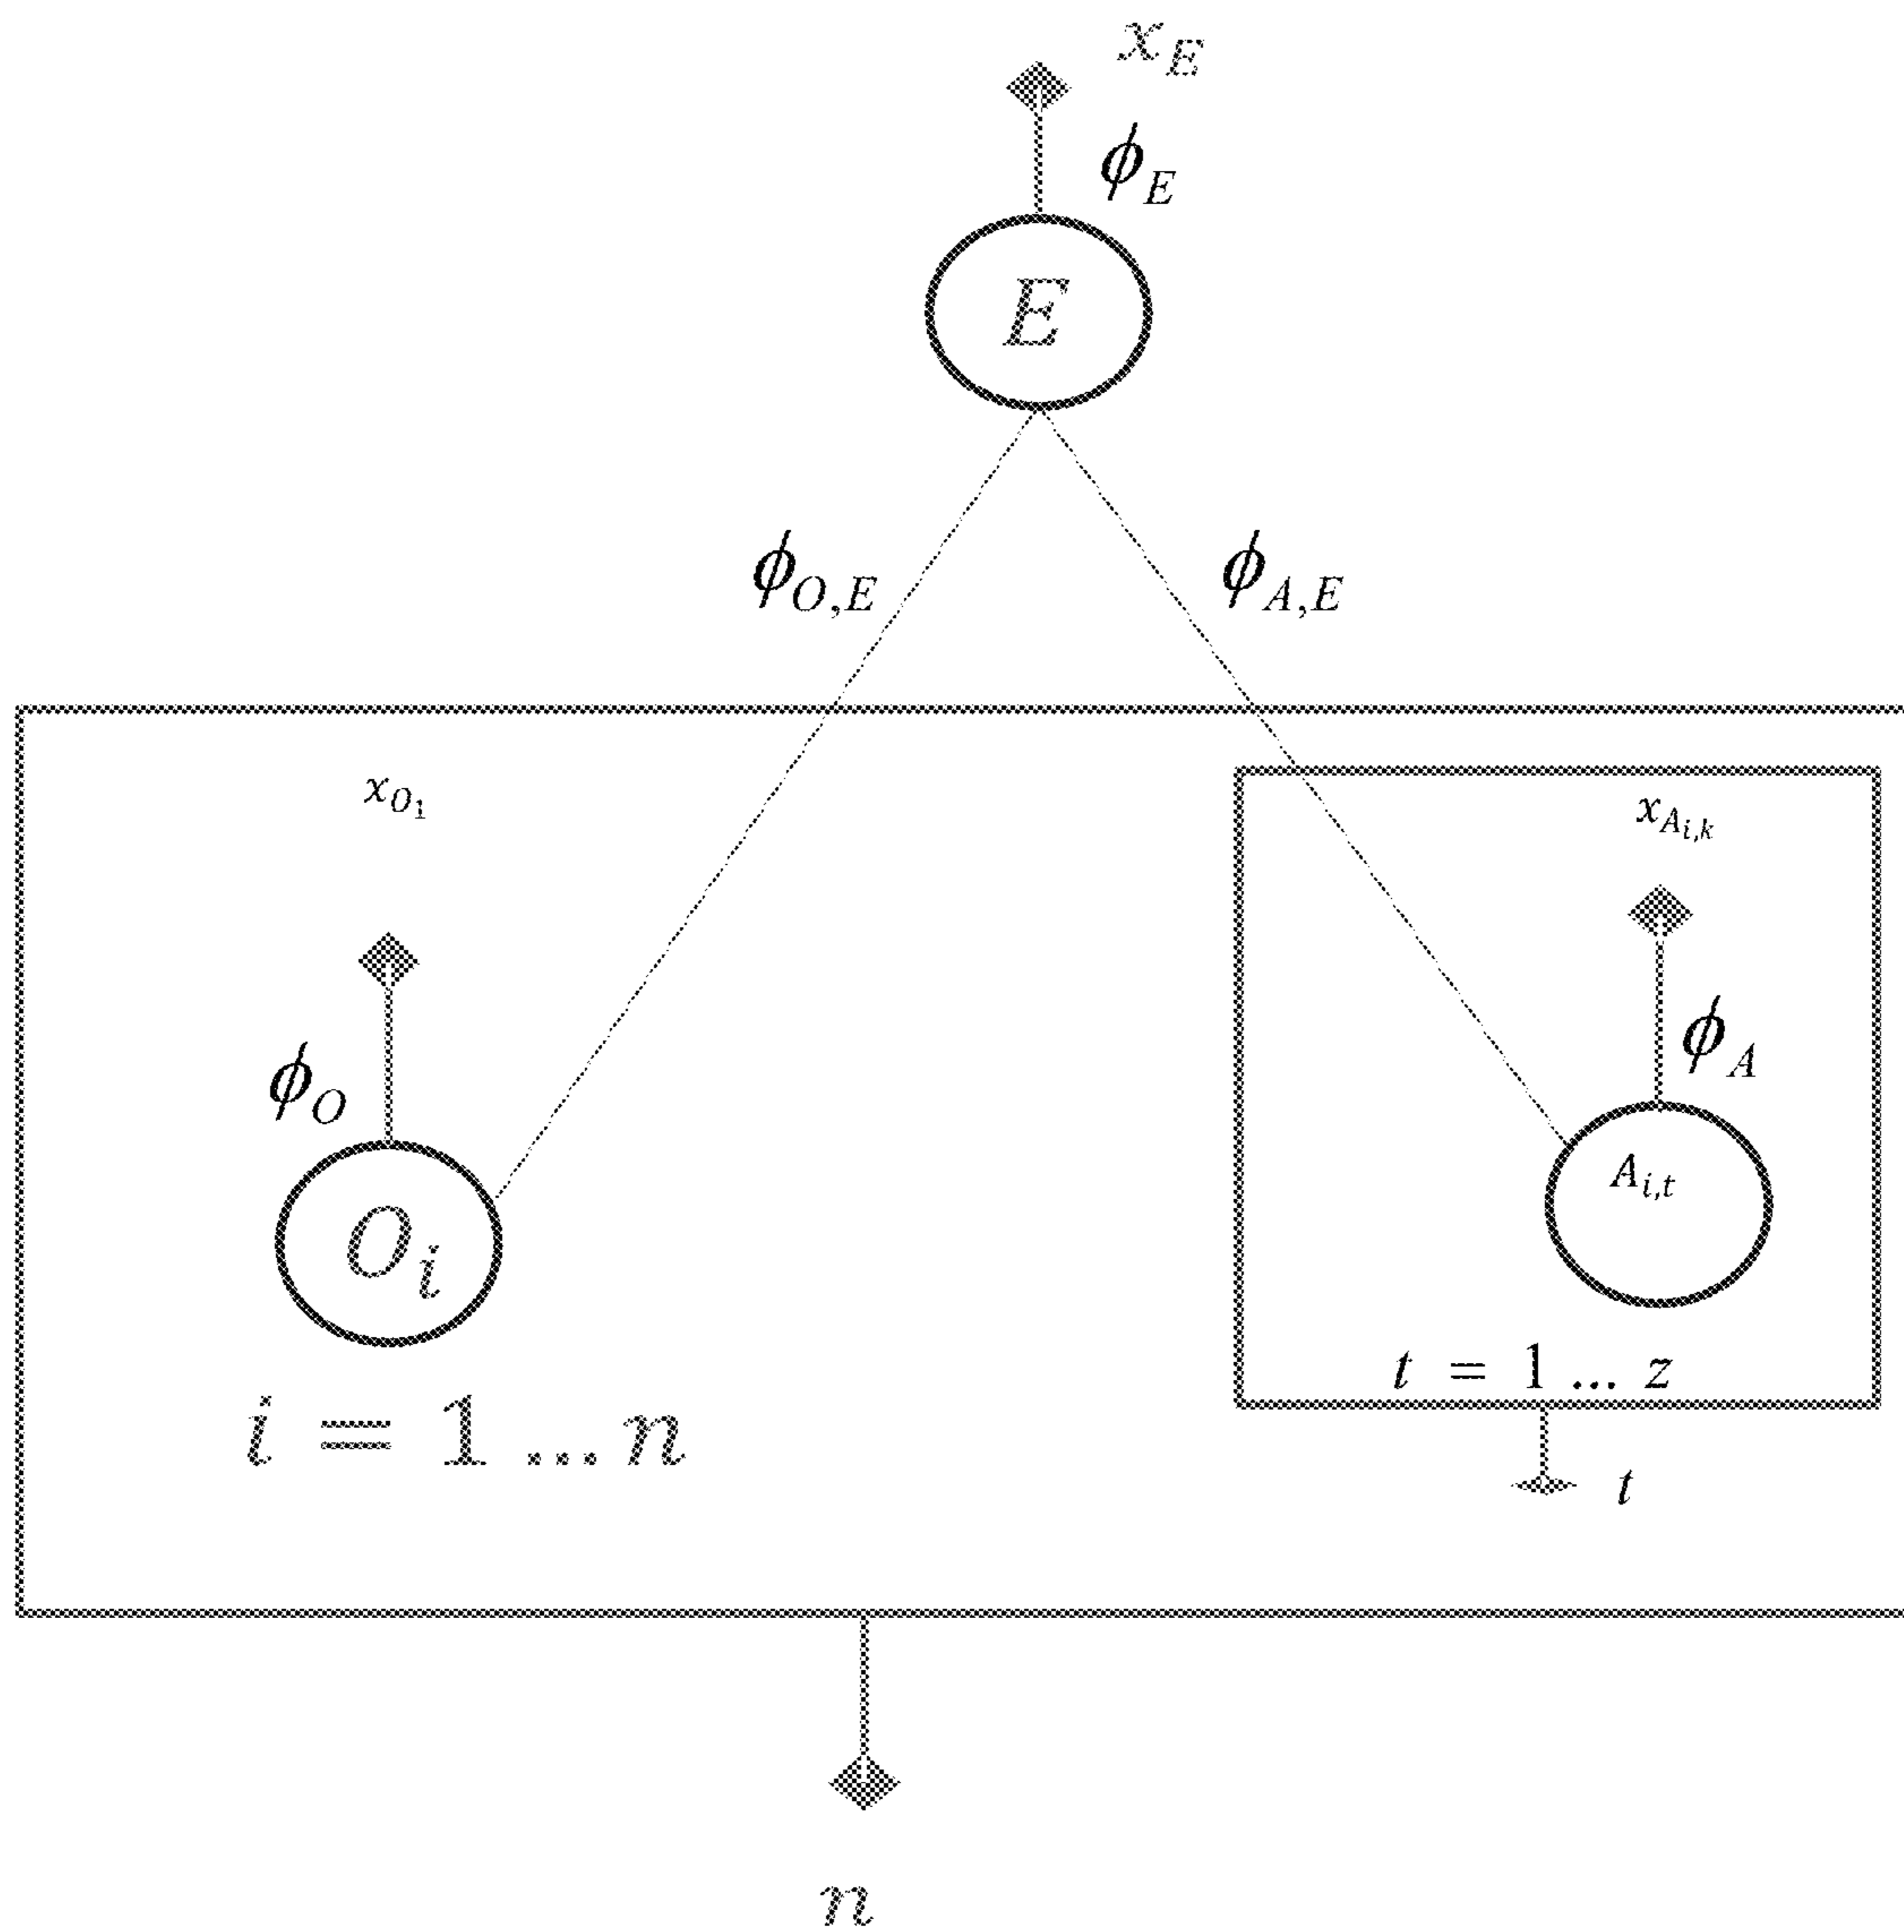 x_E
ϕ_E
E
ϕ_{O,E}
ϕ_{A,E}
x_{O_1}
x_{A_{i,k}}
ϕ_O
ϕ_A
O_i
A_{i,t}
i = 1 ... n
t = 1 ... z
t
n